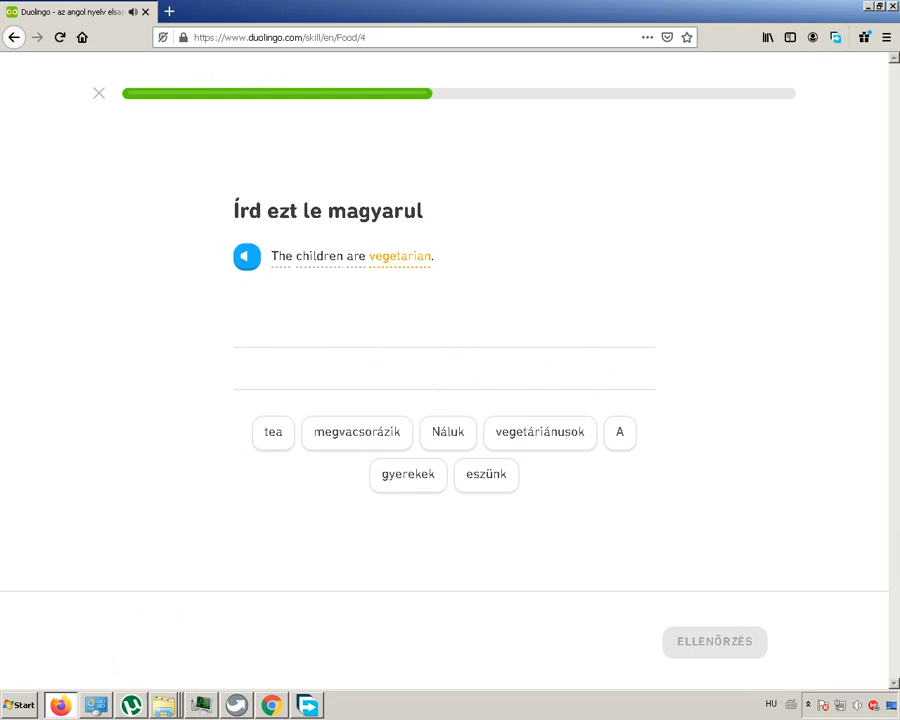 Duolingo - az angol nyelv elsa
https://www.duolingo.com/skill/en/Food/4
Írd ezt le magyarul
The children are vegetarian.
tea megvacsorázik Náluk vegetáriánusok A
gyerekek eszünk
ELLENŐRZÉS
Start
HU